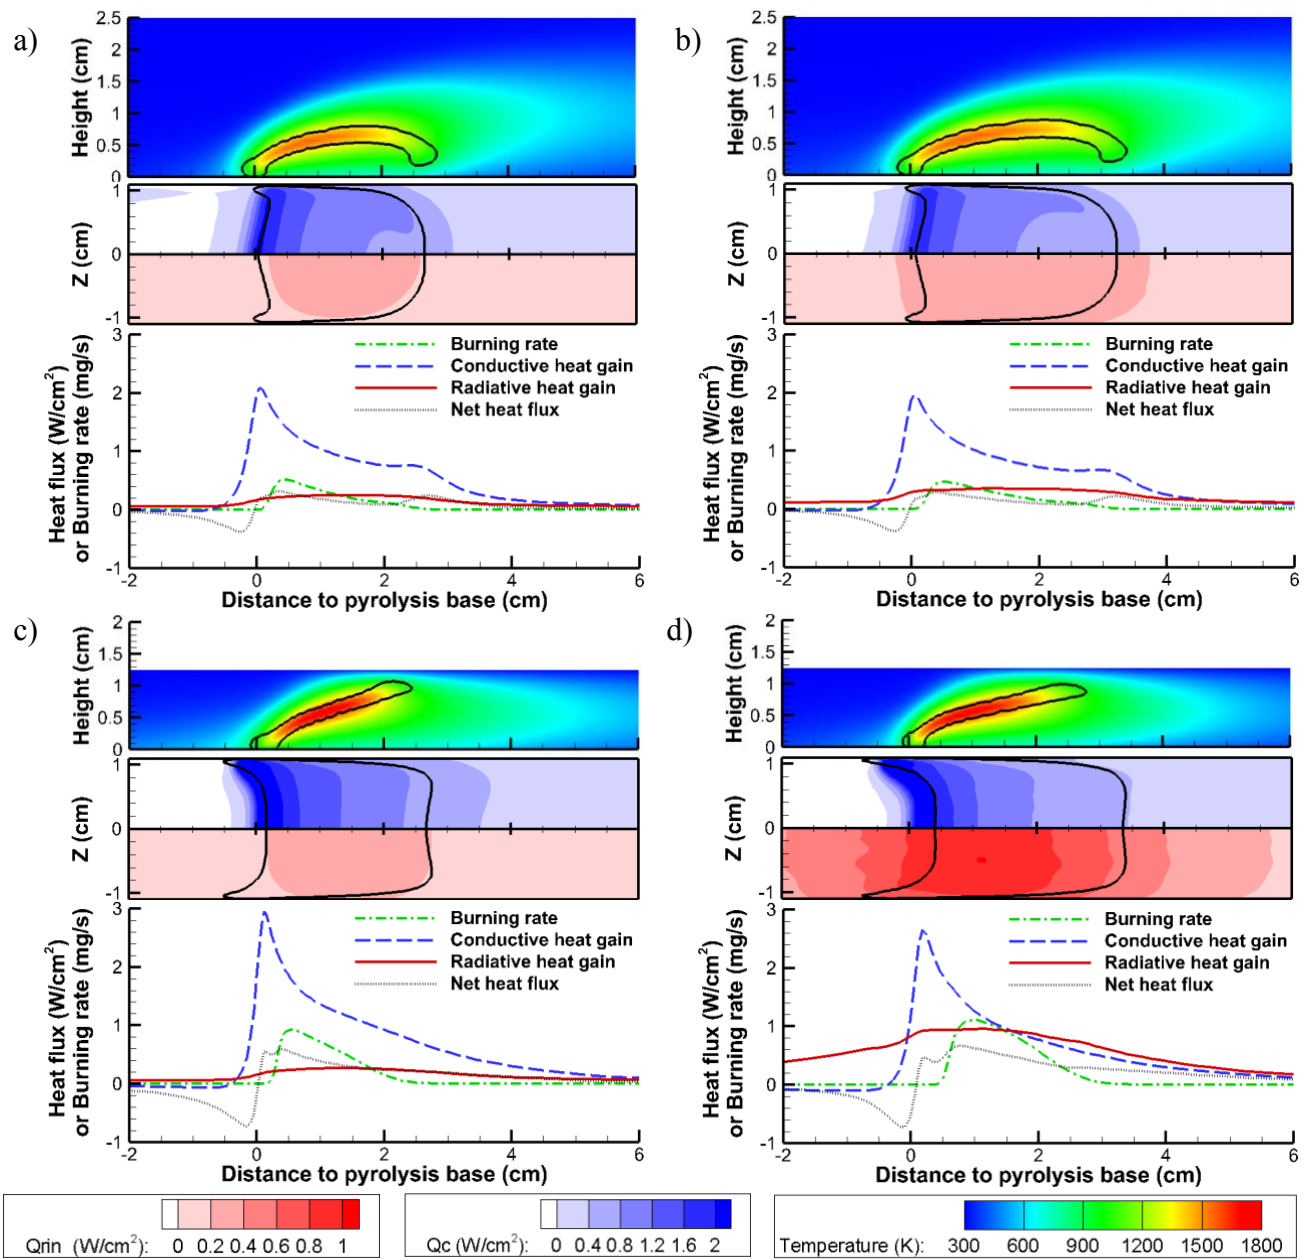 a)
Height (cm)
2.5
2
1.5
1
0.5
0
Z (cm)
1
0
-1
Heat flux (W/cm²)
or Burning rate (mg/s)
3
2
1
0
-1
Burning rate
Conductive heat gain
Radiative heat gain
Net heat flux
-2 0 2 4 6
Distance to pyrolysis base (cm)
b)
Height (cm)
2.5
2
1.5
1
0.5
0
Z (cm)
1
0
-1
Heat flux (W/cm²)
or Burning rate (mg/s)
3
2
1
0
-1
Burning rate
Conductive heat gain
Radiative heat gain
Net heat flux
-2 0 2 4 6
Distance to pyrolysis base (cm)
c)
Height (cm)
2
1.5
1
0.5
0
Z (cm)
1
0
-1
Heat flux (W/cm²)
or Burning rate (mg/s)
3
2
1
0
-1
Burning rate
Conductive heat gain
Radiative heat gain
Net heat flux
-2 0 2 4 6
Distance to pyrolysis base (cm)
d)
Height (cm)
2
1.5
1
0.5
0
Z (cm)
1
0
-1
Heat flux (W/cm²)
or Burning rate (mg/s)
3
2
1
0
-1
Burning rate
Conductive heat gain
Radiative heat gain
Net heat flux
-2 0 2 4 6
Distance to pyrolysis base (cm)
Qrin (W/cm²): 0 0.2 0.4 0.6 0.8 1
Qc (W/cm²): 0 0.4 0.8 1.2 1.6 2
Temperature (K): 300 600 900 1200 1500 1800